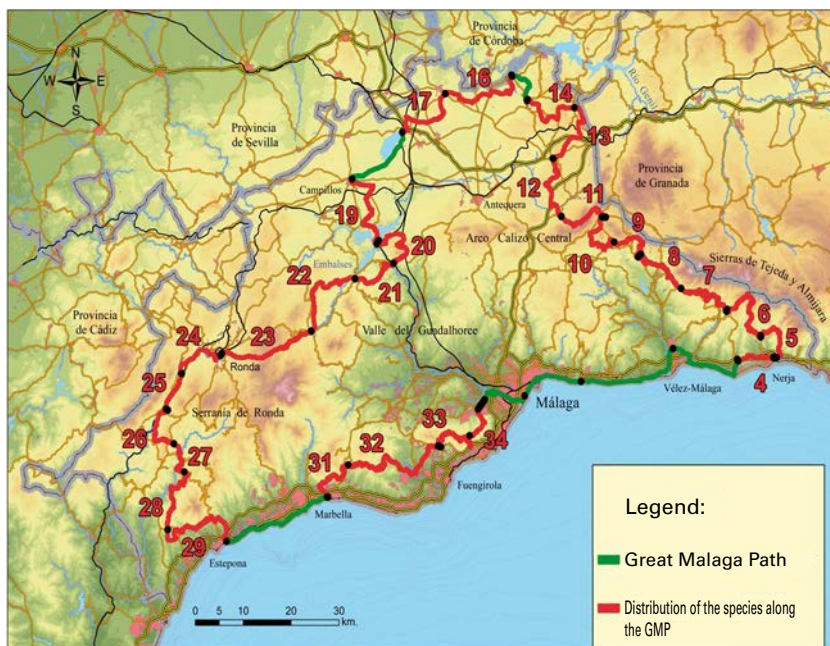 Provincia
de Córdoba
N
W E
S
16
17
14
Río Genil
13
Provincia
de Sevilla
Provincia
de Granada
Campillos
12
Antequera
11
19
Arco Calizo Central
9
20
10
8
Sierras de Tejeda y Almijara
Embalses
22
21
7
Provincia
de Cádiz
Valle del Guadalhorce
6
24
23
5
Ronda
25
Vélez-Málaga
4
Nerja
Málaga
Serranía de Ronda
33
26
32
34
27
31
Fuengirola
28
Marbella
29
Estepona
Legend:
Great Malaga Path
Distribution of the species along
the GMP
0 5 10 20 30
km.